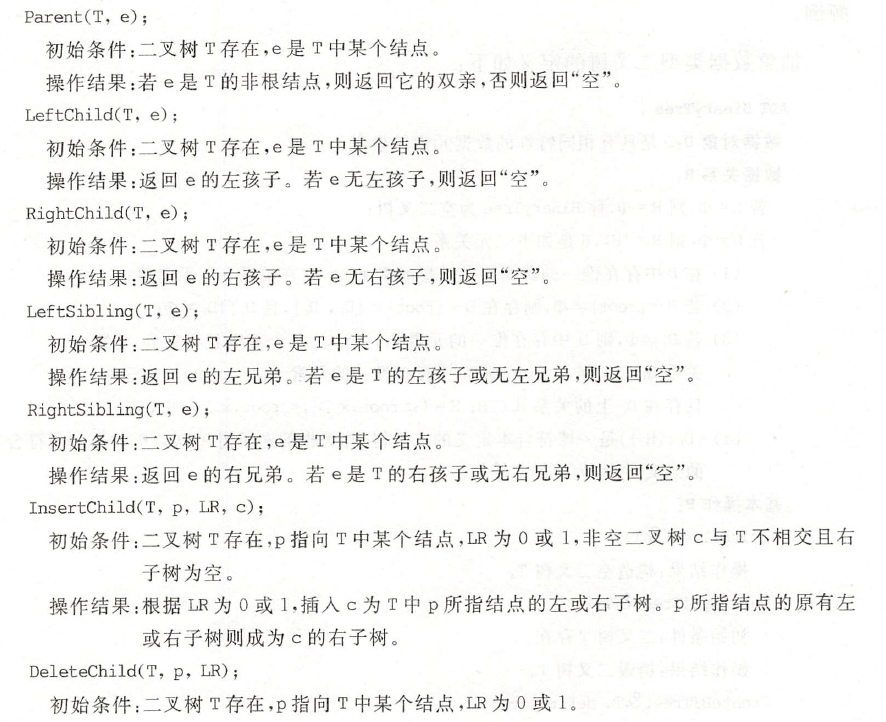 Parent(T, e);
初始条件:二叉树 T 存在,e 是 T 中某个结点。
操作结果:若 e 是 T 的非根结点,则返回它的双亲,否则返回“空”。
LeftChild(T, e);
初始条件:二叉树 T 存在,e 是 T 中某个结点。
操作结果:返回 e 的左孩子。若 e 无左孩子,则返回“空”。
RightChild(T, e);
初始条件:二叉树 T 存在,e 是 T 中某个结点。
操作结果:返回 e 的右孩子。若 e 无右孩子,则返回“空”。
LeftSibling(T, e);
初始条件:二叉树 T 存在,e 是 T 中某个结点。
操作结果:返回 e 的左兄弟。若 e 是 T 的左孩子或无左兄弟,则返回“空”。
RightSibling(T, e);
初始条件:二叉树 T 存在,e 是 T 中某个结点。
操作结果:返回 e 的右兄弟。若 e 是 T 的右孩子或无右兄弟,则返回“空”。
InsertChild(T, p, LR, c);
初始条件:二叉树 T 存在,p 指向 T 中某个结点,LR 为 0 或 1,非空二叉树 c 与 T 不相交且右
子树为空。
操作结果:根据 LR 为 0 或 1,插入 c 为 T 中 p 所指结点的左或右子树。p 所指结点的原有左
或右子树则成为 c 的右子树。
DeleteChild(T, p, LR);
初始条件:二叉树 T 存在,p 指向 T 中某个结点,LR 为 0 或 1。